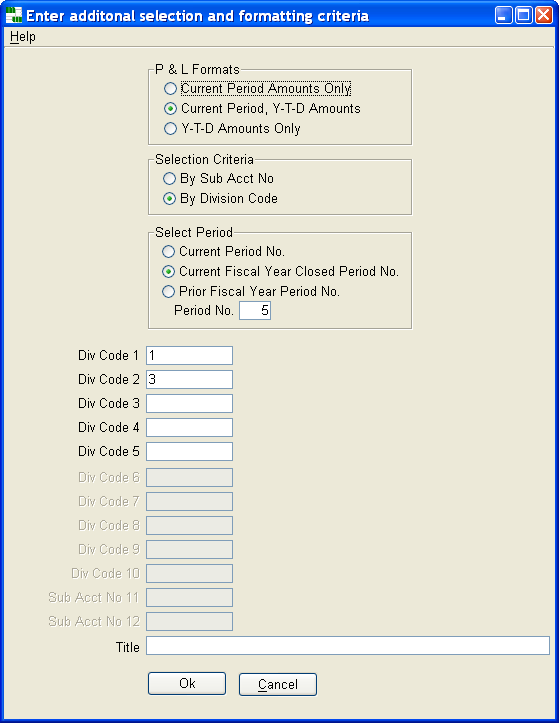 Enter additonal selection and formatting criteria
Help
P & L Formats
Current Period Amounts Only
Current Period, Y-T-D Amounts
Y-T-D Amounts Only
Selection Criteria
By Sub Acct No
By Division Code
Select Period
Current Period No.
Current Fiscal Year Closed Period No.
Prior Fiscal Year Period No.
Period No. 5
Div Code 1 1
Div Code 2 3
Div Code 3
Div Code 4
Div Code 5
Div Code 6
Div Code 7
Div Code 8
Div Code 9
Div Code 10
Sub Acct No 11
Sub Acct No 12
Title
Ok Cancel